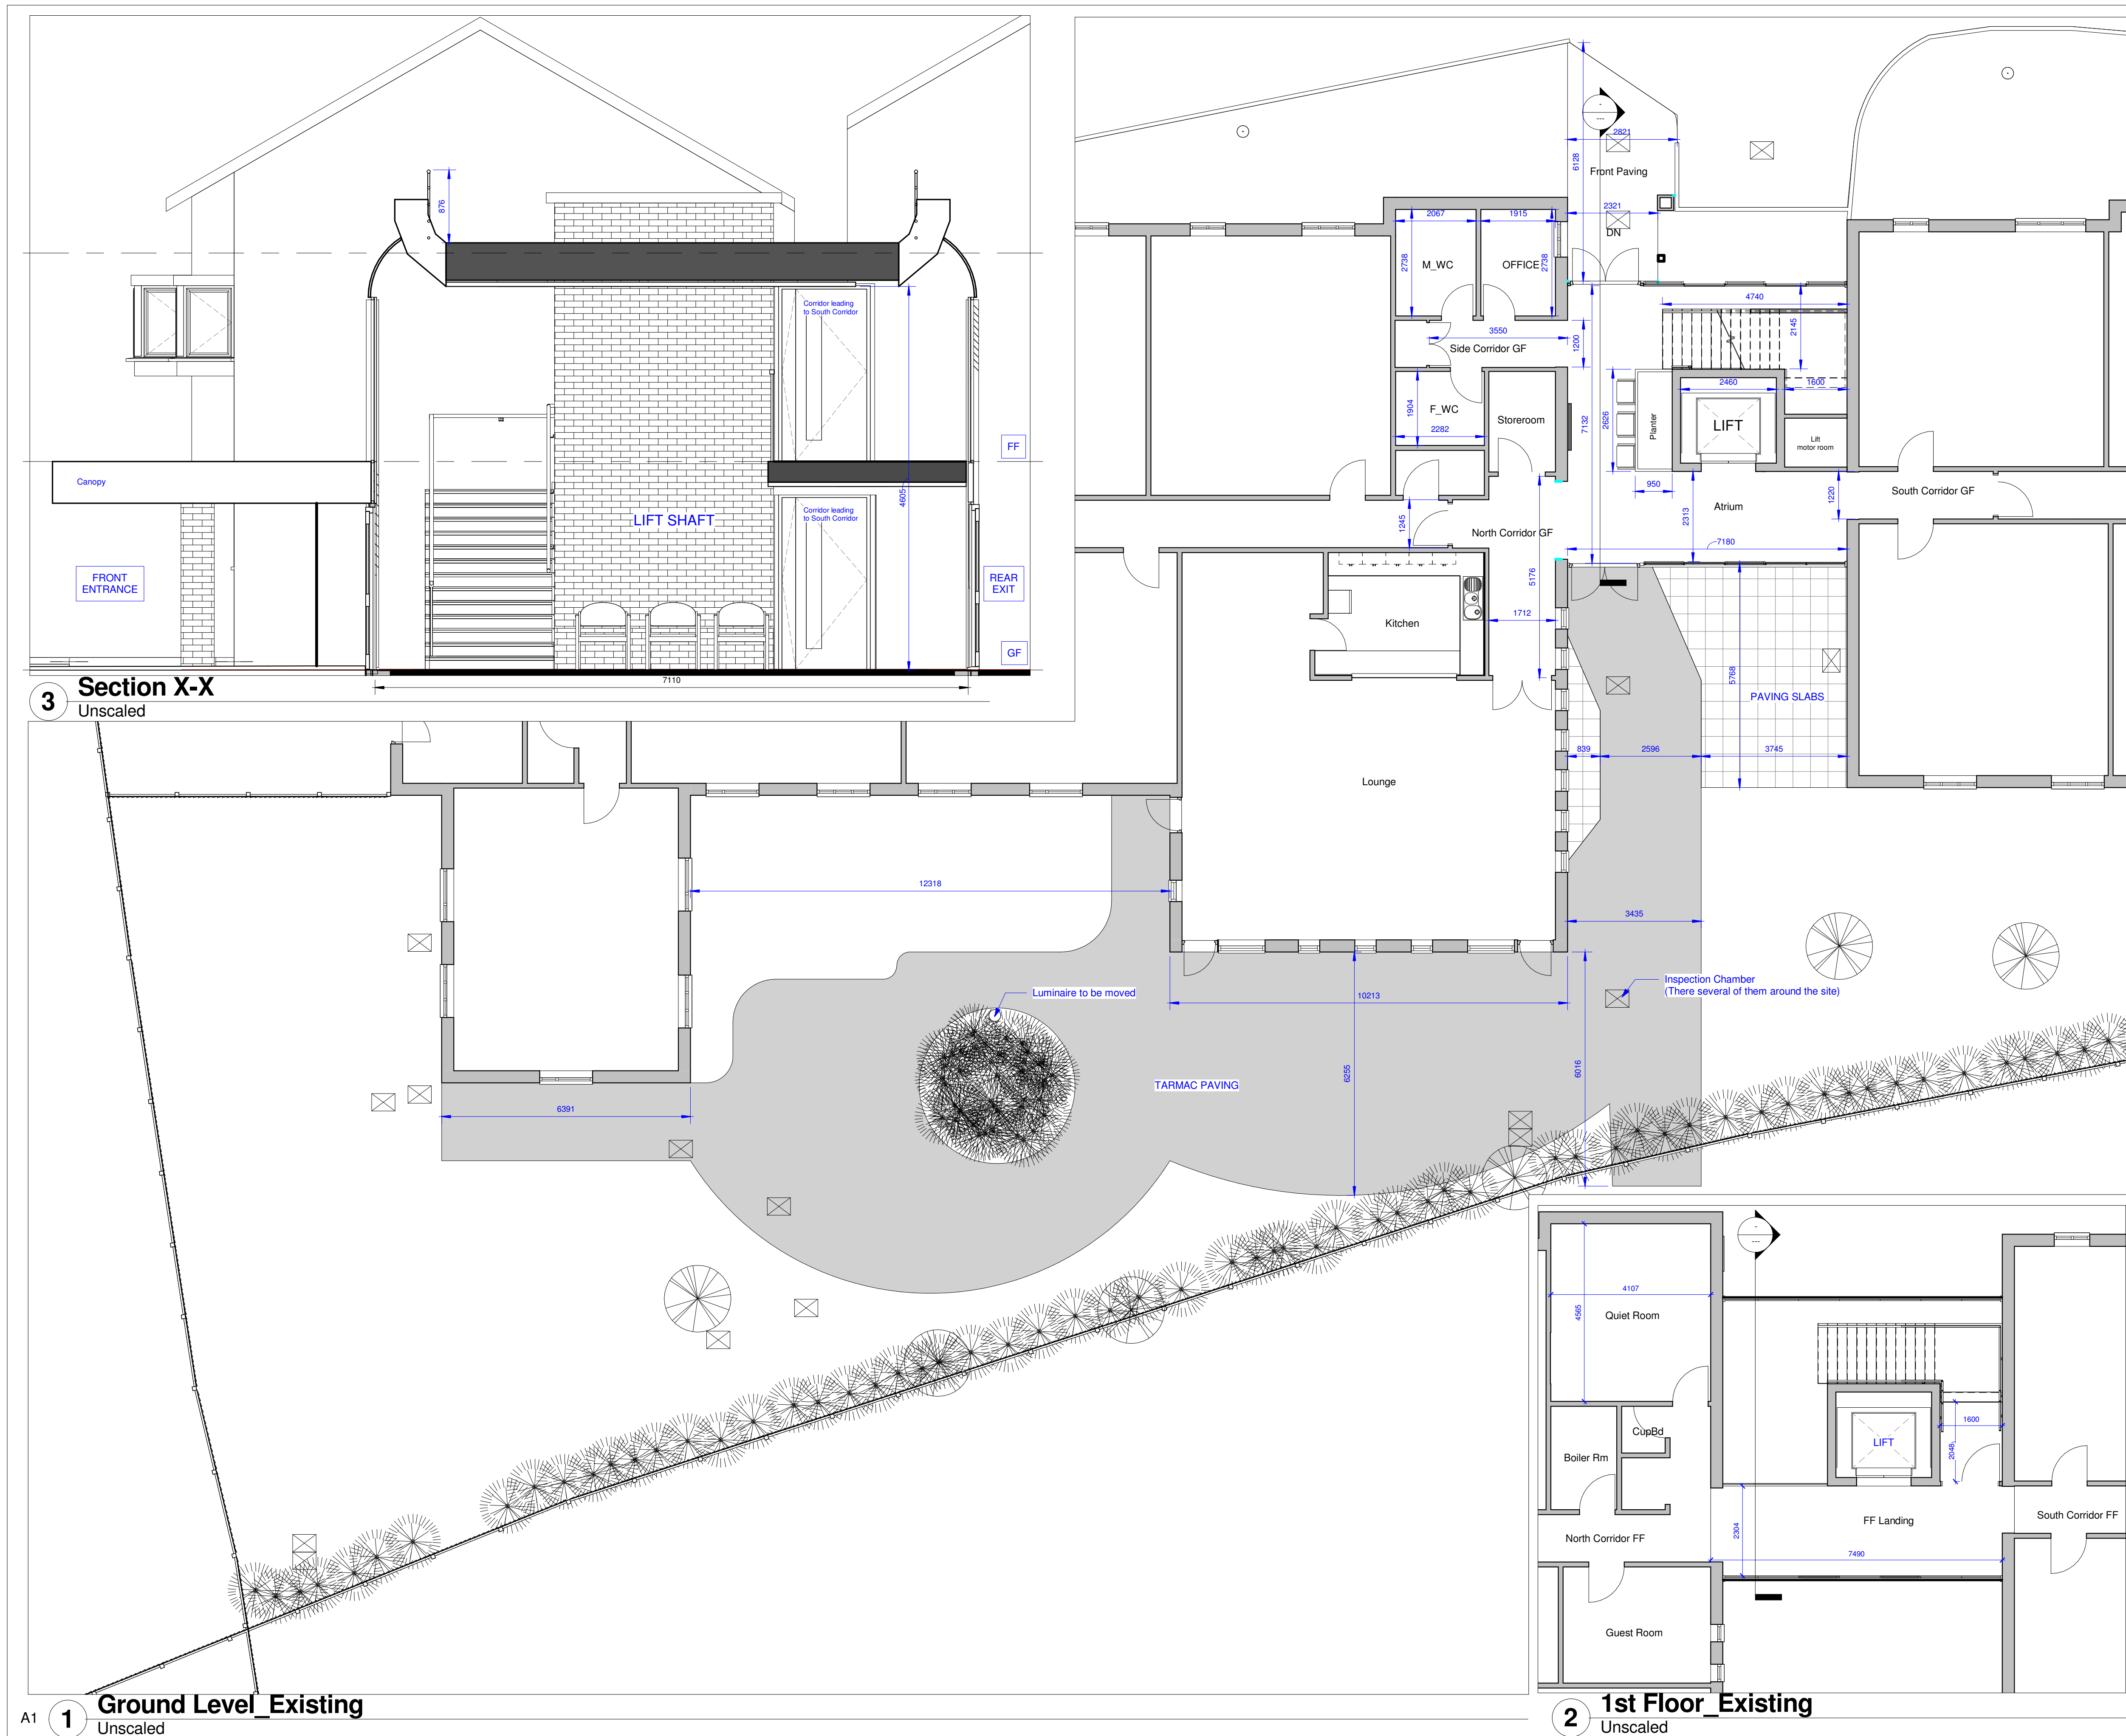 876
Corridor leading
to South Corridor
FF
Canopy
4605
LIFT SHAFT
Corridor leading
to South Corridor
FRONT
ENTRANCE
REAR
EXIT
GF
7110
3
Section X-X
Unscaled
-
---
2821
6128
Front Paving
2321
DN
2067
1915
2738
M_WC
OFFICE
2738
4740
2145
3550
1200
Side Corridor GF
2460
1600
1904
F_WC
2282
Storeroom
7132
2626
Planter
LIFT
Lift
motor room
950
1220
South Corridor GF
Atrium
2313
1245
North Corridor GF
7180
5176
1712
Kitchen
5768
PAVING SLABS
839
2596
3745
Lounge
12318
3435
Inspection Chamber
(There several of them around the site)
Luminaire to be moved
10213
6255
6016
TARMAC PAVING
6391
-
---
4107
4565
Quiet Room
CupBd
Boiler Rm
LIFT
1600
2048
2304
FF Landing
South Corridor FF
North Corridor FF
7490
Guest Room
A1
1
Ground Level_Existing
Unscaled
2
1st Floor_Existing
Unscaled